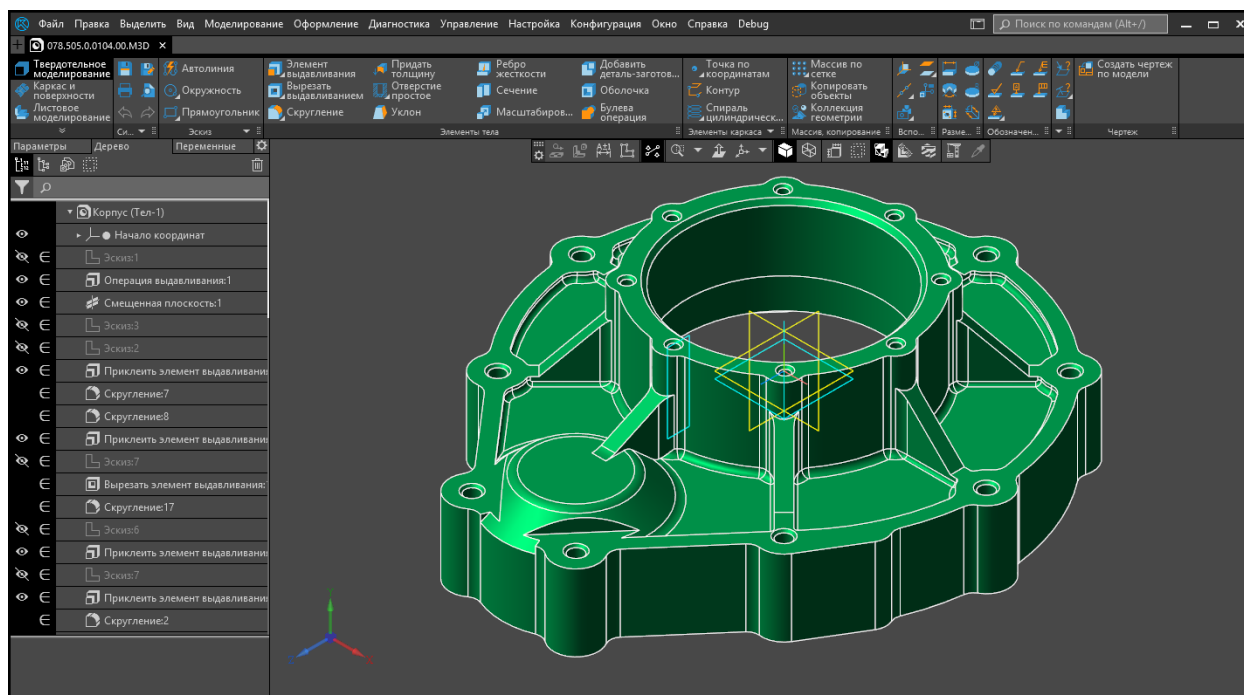 Файл Правка Выделить Вид Моделирование Оформление Диагностика Управление Настройка Конфигурация Окно Справка Debug
Поиск по командам (Alt+/)
078.505.0.0104.00.M3D
Твердотельное моделирование
Каркас и поверхности
Листовое моделирование
Автолиния
Окружность
Прямоугольник
Элемент выдавливания
Вырезать выдавливанием
Скругление
Придать толщину
Отверстие простое
Уклон
Ребро жесткости
Сечение
Масштабиров...
Добавить деталь-заготов...
Оболочка
Булева операция
Точка по координатам
Контур
Спираль цилиндрическ...
Массив по сетке
Копировать объекты
Коллекция геометрии
Создать чертеж по модели
Си... Эскиз Элементы тела Элементы каркаса Массив, копирование Вспо... Разме... Обозначен... Чертеж
Параметры Дерево Переменные
Корпус (Тел-1)
Начало координат
Эскиз:1
Операция выдавливания:1
Смещенная плоскость:1
Эскиз:3
Эскиз:2
Приклеить элемент выдавливани
Скругление:7
Скругление:8
Приклеить элемент выдавливани
Эскиз:7
Вырезать элемент выдавливания:
Скругление:17
Эскиз:6
Приклеить элемент выдавливани
Эскиз:7
Приклеить элемент выдавливани
Скругление:2